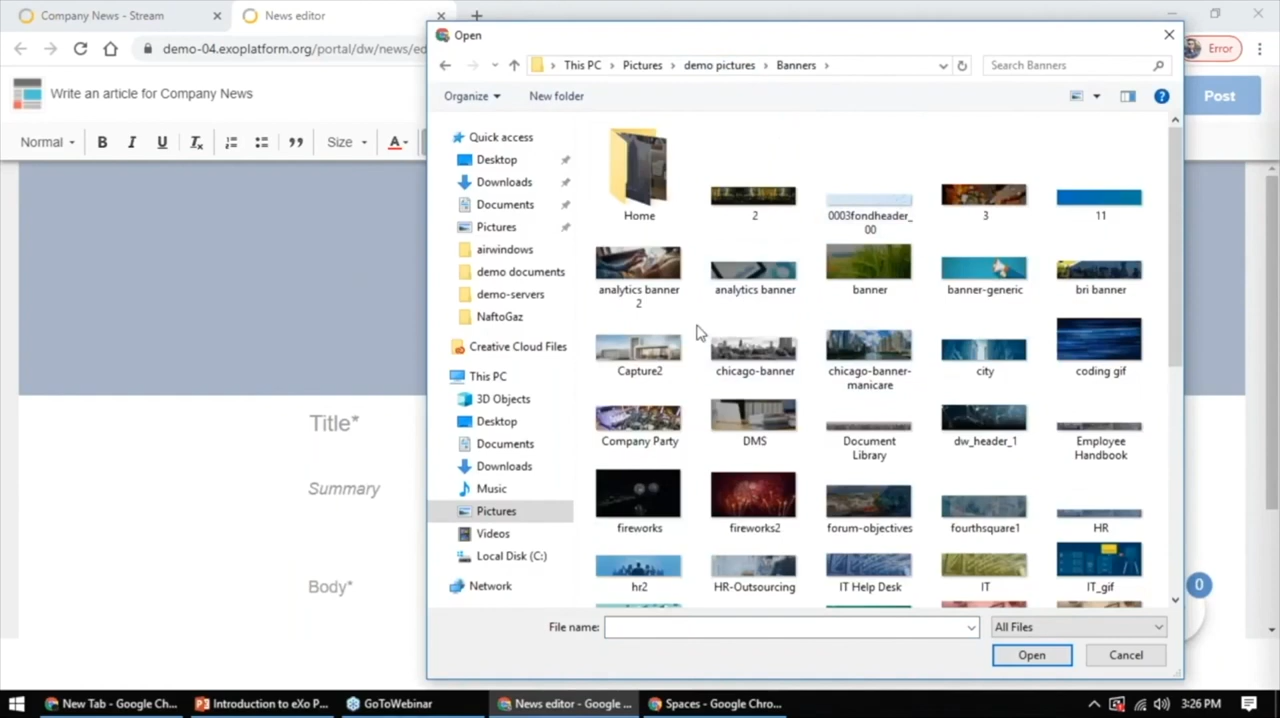 Company News - Stream
News editor
Open
demo-04.exoplatform.org/portal/dw/news/ed
Error
This PC > Pictures > demo pictures > Banners >
Search Banners
Write an article for Company News
Organize
New folder
Post
Normal
B I U
Size
A
Quick access
Desktop
Downloads
Documents
Pictures
airwindows
demo documents
demo-servers
NaftoGaz
Creative Cloud Files
This PC
3D Objects
Desktop
Documents
Downloads
Music
Pictures
Videos
Local Disk (C:)
Network
Home
2
0003fondheader_
00
3
11
analytics banner
2
analytics banner
banner
banner-generic
bri banner
Capture2
chicago-banner
chicago-banner-
manicare
city
coding gif
Company Party
DMS
Document
Library
dw_header_1
Employee
Handbook
fireworks
fireworks2
forum-objectives
fourthsquare1
HR
hr2
HR-Outsourcing
IT Help Desk
IT
IT_gif
Title*
Summary
Body*
0
File name:
All Files
Open
Cancel
New Tab - Google Ch...
Introduction to eXo P...
GoToWebinar
News editor - Google ...
Spaces - Google Chro...
3:26 PM